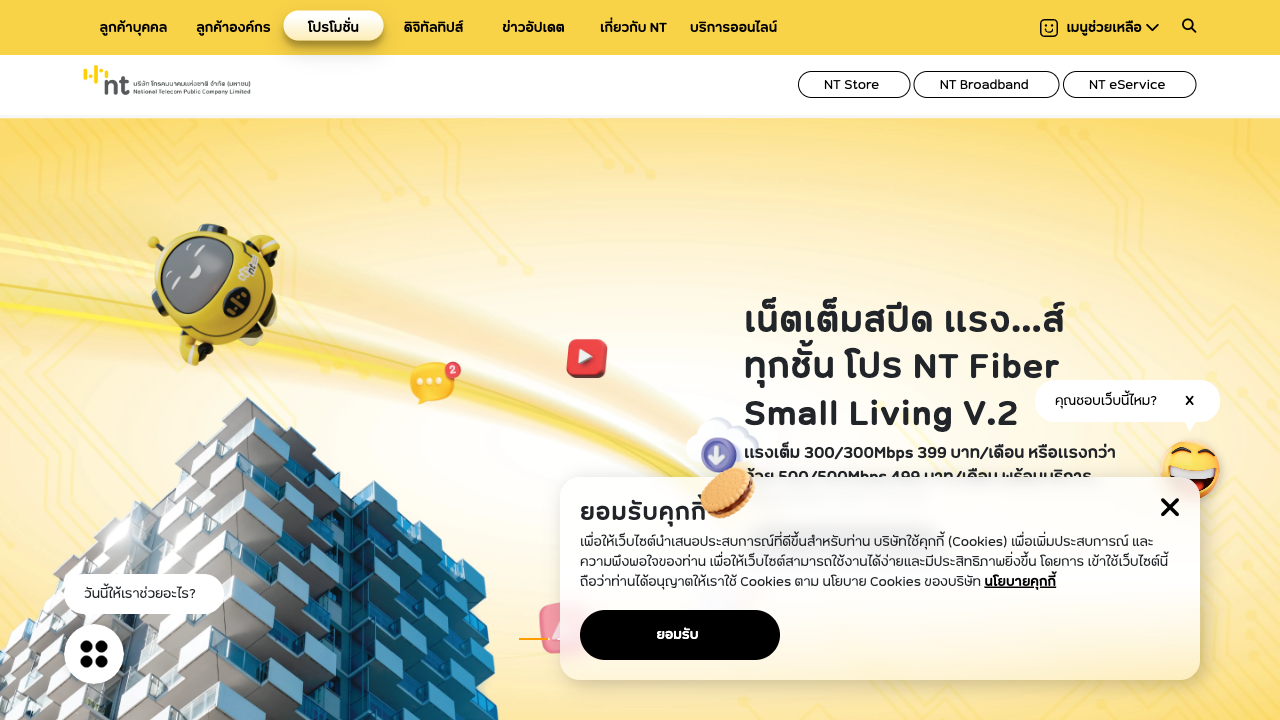 ลูกค้าบุคคล ลูกค้าองค์กร โปรโมชั่น ดิจิทัลทิปส์ ข่าวอัปเดต เกี่ยวกับ NT บริการออนไลน์ เมนูช่วยเหลือ
nt บริษัท โทรคมนาคมแห่งชาติ จำกัด (มหาชน)
National Telecom Public Company Limited
NT Store NT Broadband NT eService
nt
2
เน็ตเต็มสปีด แรง...ส์
ทุกชั้น โปร NT Fiber
Small Living V.2
คุณชอบเว็บนี้ไหม? X
แรงเต็ม 300/300Mbps 399 บาท/เดือน หรือแรงกว่า
ด้วย 500/500Mbps 499 บาท/เดือน พร้อมบริการ
ยอมรับคุกกี้
เพื่อให้เว็บไซต์นำเสนอประสบการณ์ที่ดีขึ้นสำหรับท่าน บริษัทใช้คุกกี้ (Cookies) เพื่อเพิ่มประสบการณ์ และ
ความพึงพอใจของท่าน เพื่อให้เว็บไซต์สามารถใช้งานได้ง่ายและมีประสิทธิภาพยิ่งขึ้น โดยการ เข้าใช้เว็บไซต์นี้
ถือว่าท่านได้อนุญาตให้เราใช้ Cookies ตาม นโยบาย Cookies ของบริษัท นโยบายคุกกี้
ยอมรับ
วันนี้ให้เราช่วยอะไร?